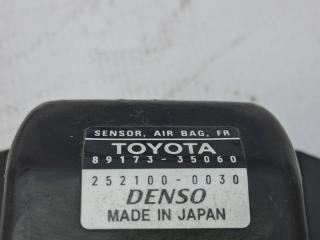 SENSOR, AIR BAG, FR
TOYOTA
89173-35060
252100-0030
DENSO
MADE IN JAPAN